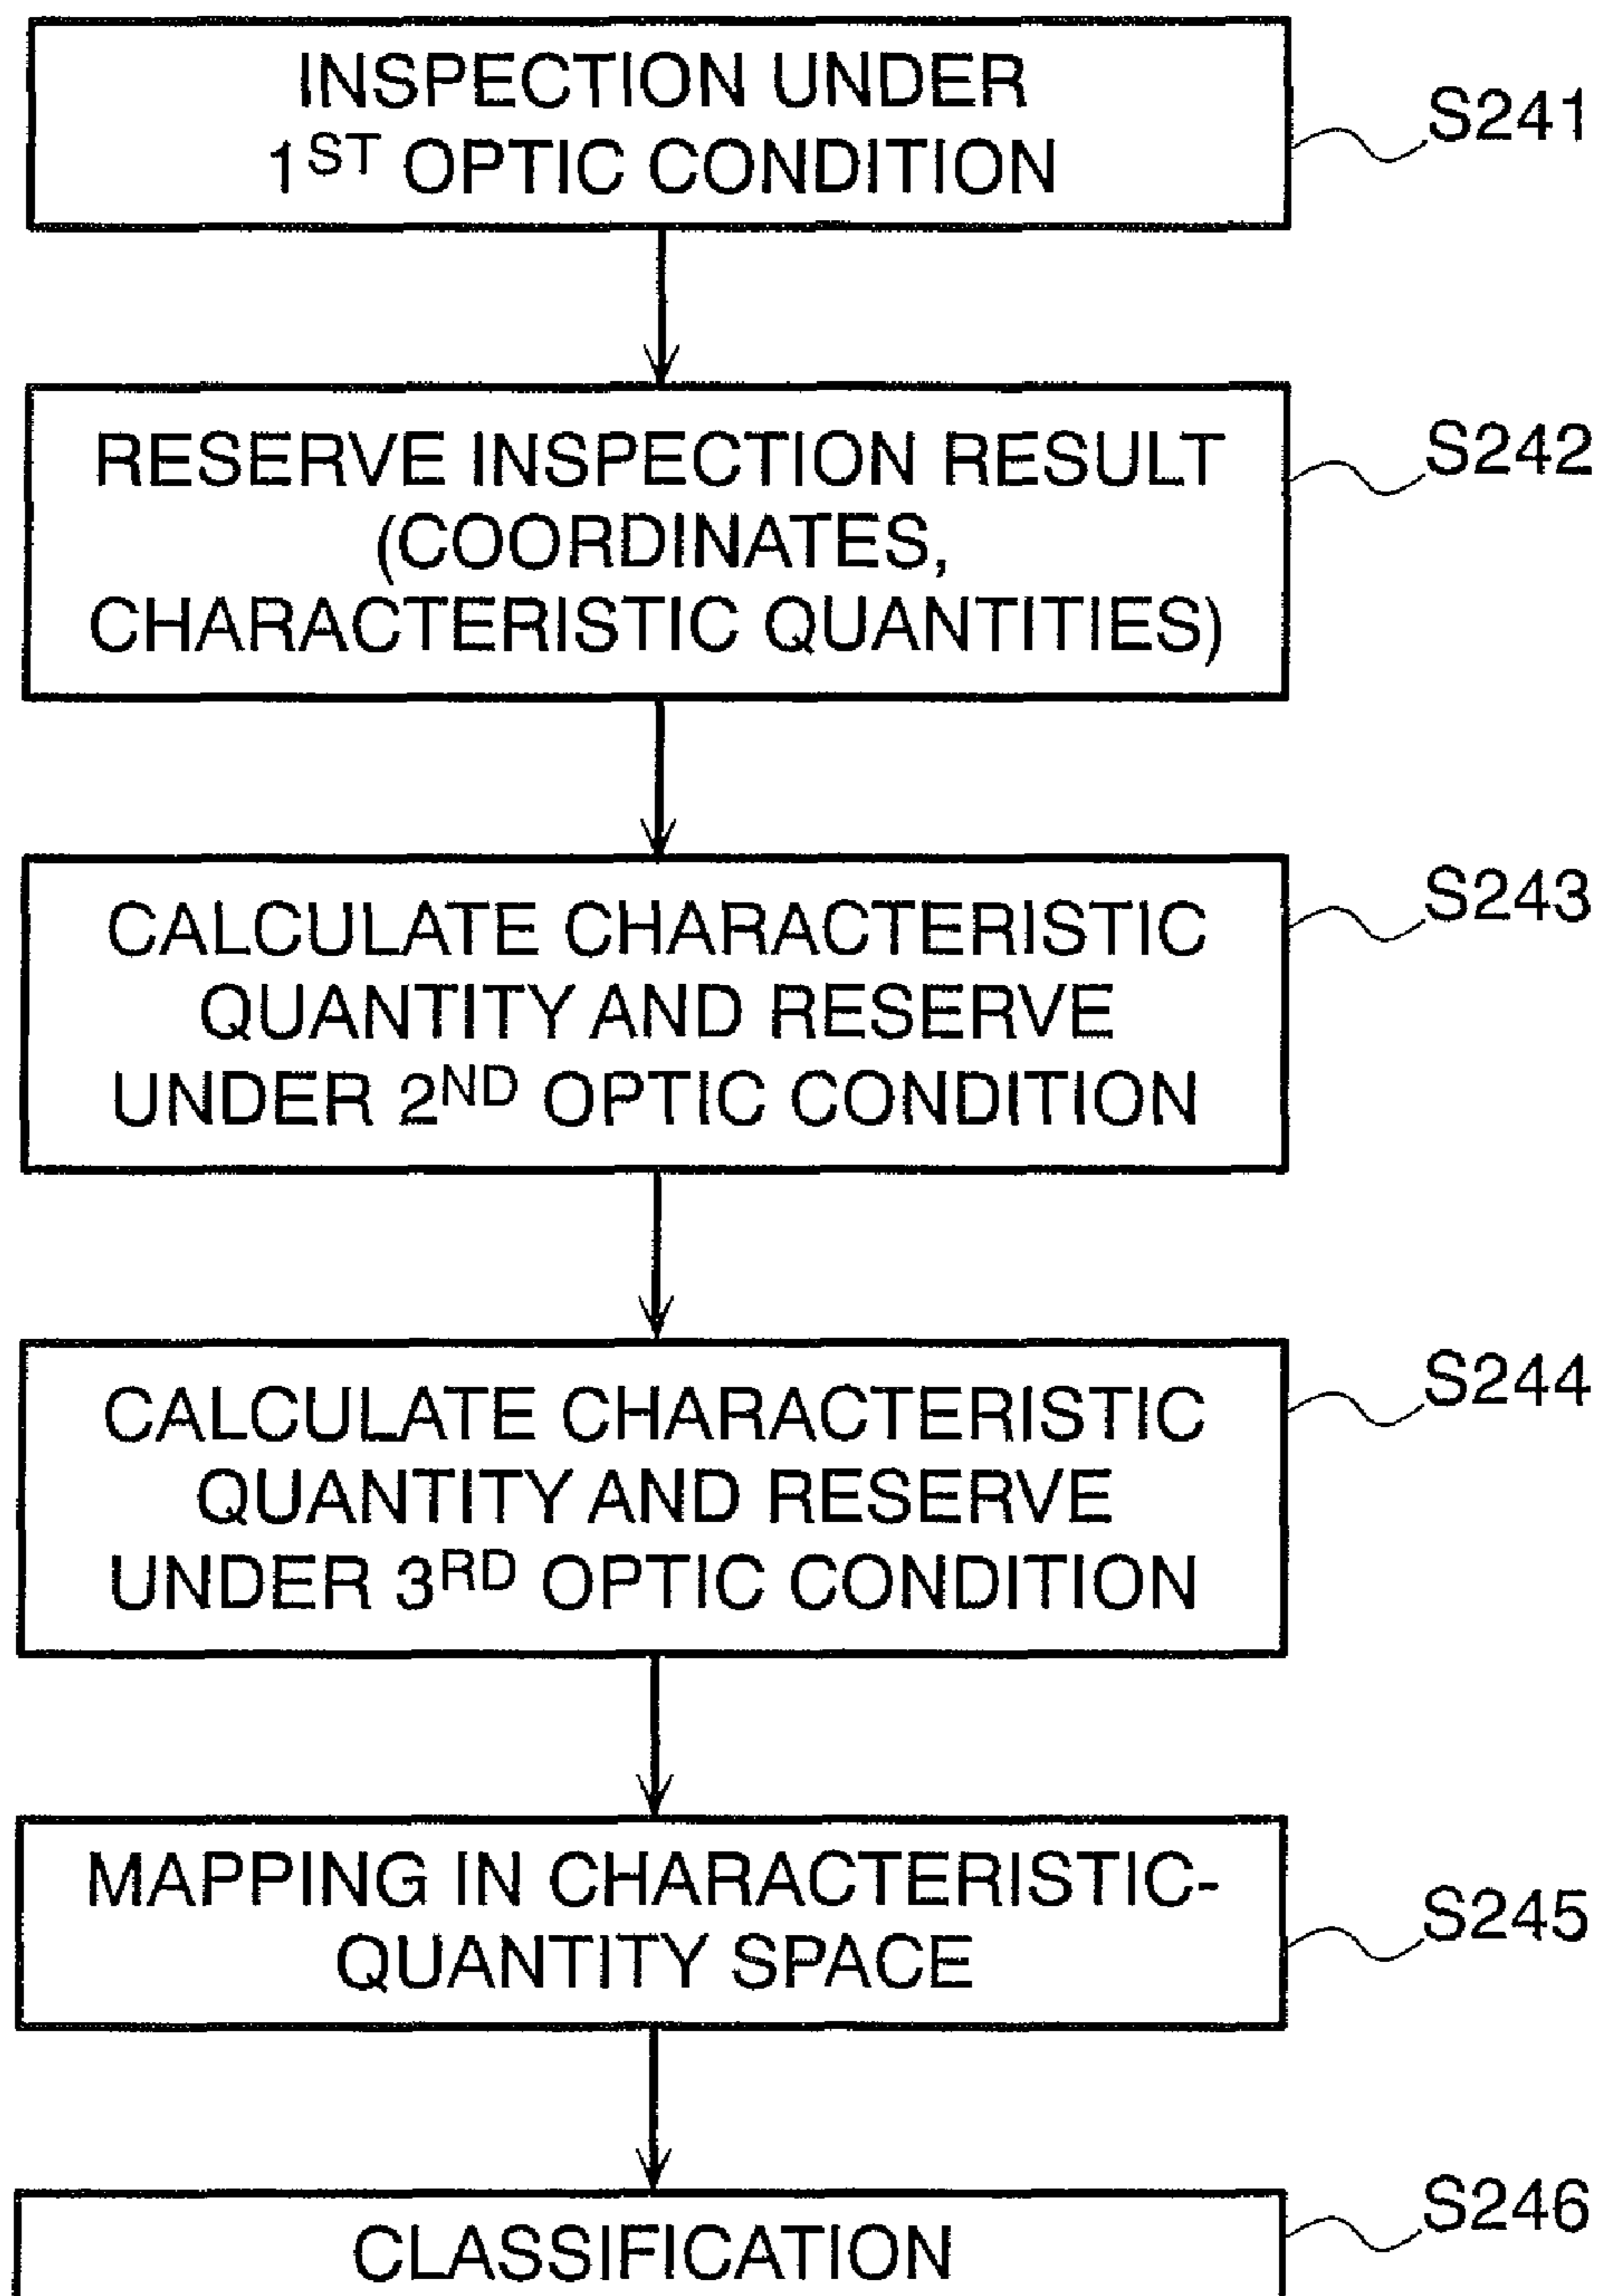 INSPECTION UNDER
1ST OPTIC CONDITION
S241
RESERVE INSPECTION RESULT
(COORDINATES,
CHARACTERISTIC QUANTITIES)
S242
CALCULATE CHARACTERISTIC
QUANTITY AND RESERVE
UNDER 2ND OPTIC CONDITION
S243
CALCULATE CHARACTERISTIC
QUANTITY AND RESERVE
UNDER 3RD OPTIC CONDITION
S244
MAPPING IN CHARACTERISTIC-
QUANTITY SPACE
S245
CLASSIFICATION
S246